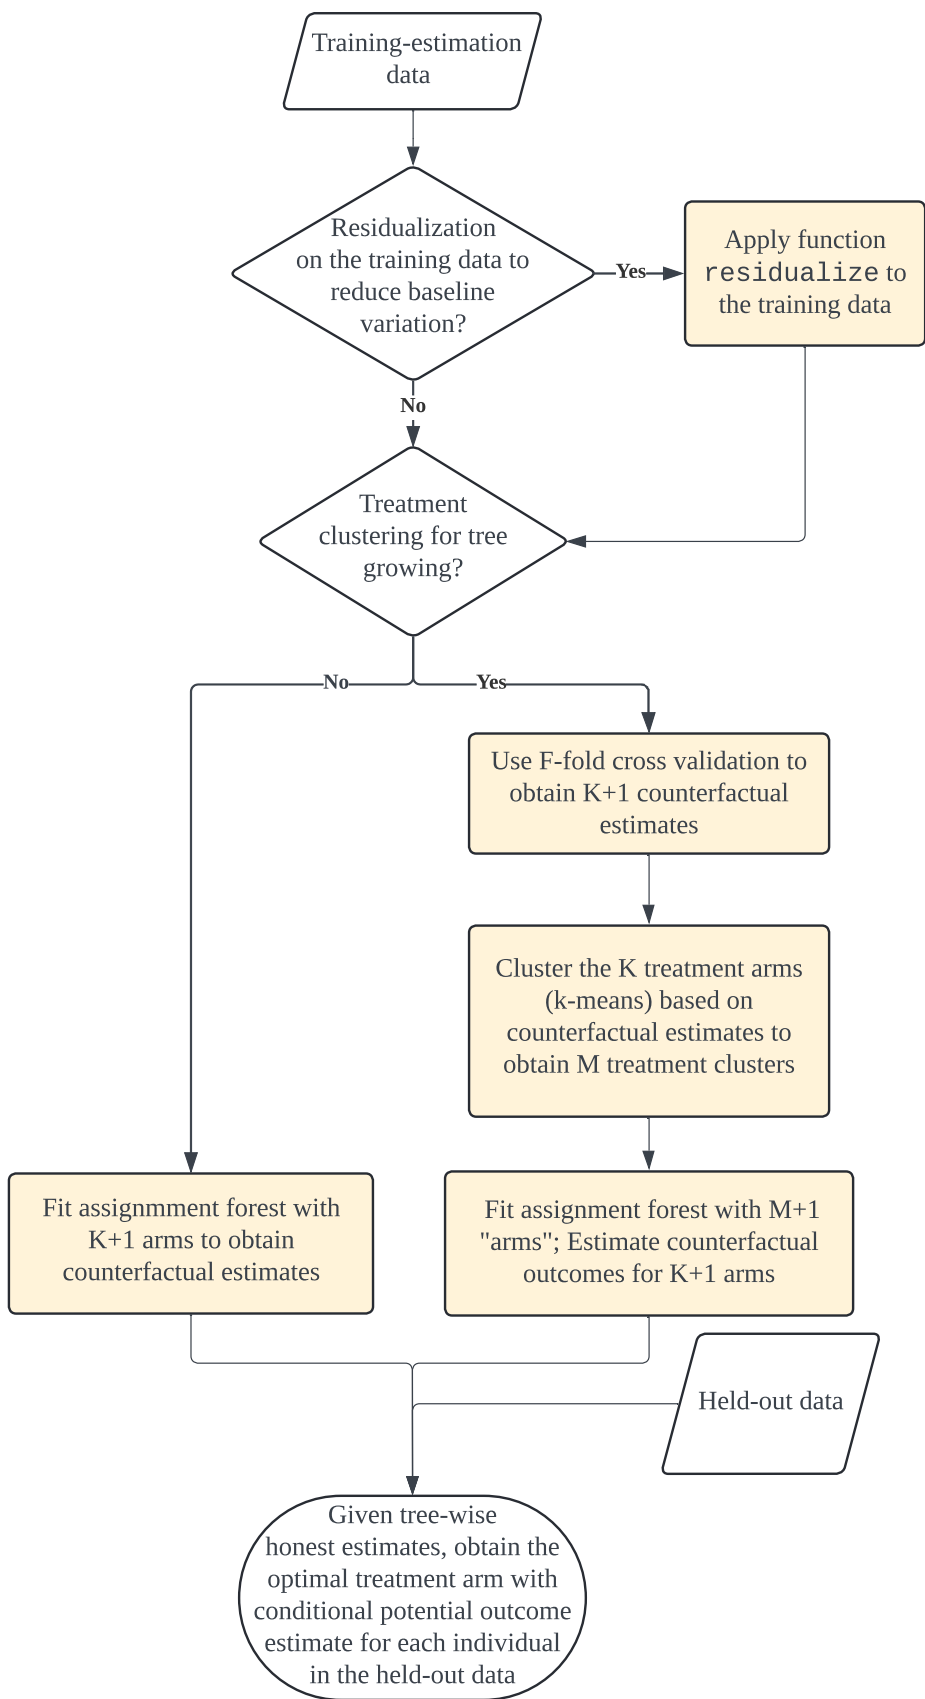 Training-estimation
data
Residualization
on the training data to
reduce baseline
variation?
Yes
Apply function
residualize to
the training data
No
Treatment
clustering for tree
growing?
No
Yes
Use F-fold cross validation to
obtain K+1 counterfactual
estimates
Cluster the K treatment arms
(k-means) based on
counterfactual estimates to
obtain M treatment clusters
Fit assignmment forest with
K+1 arms to obtain
counterfactual estimates
Fit assignment forest with M+1
"arms"; Estimate counterfactual
outcomes for K+1 arms
Held-out data
Given tree-wise
honest estimates, obtain the
optimal treatment arm with
conditional potential outcome
estimate for each individual
in the held-out data